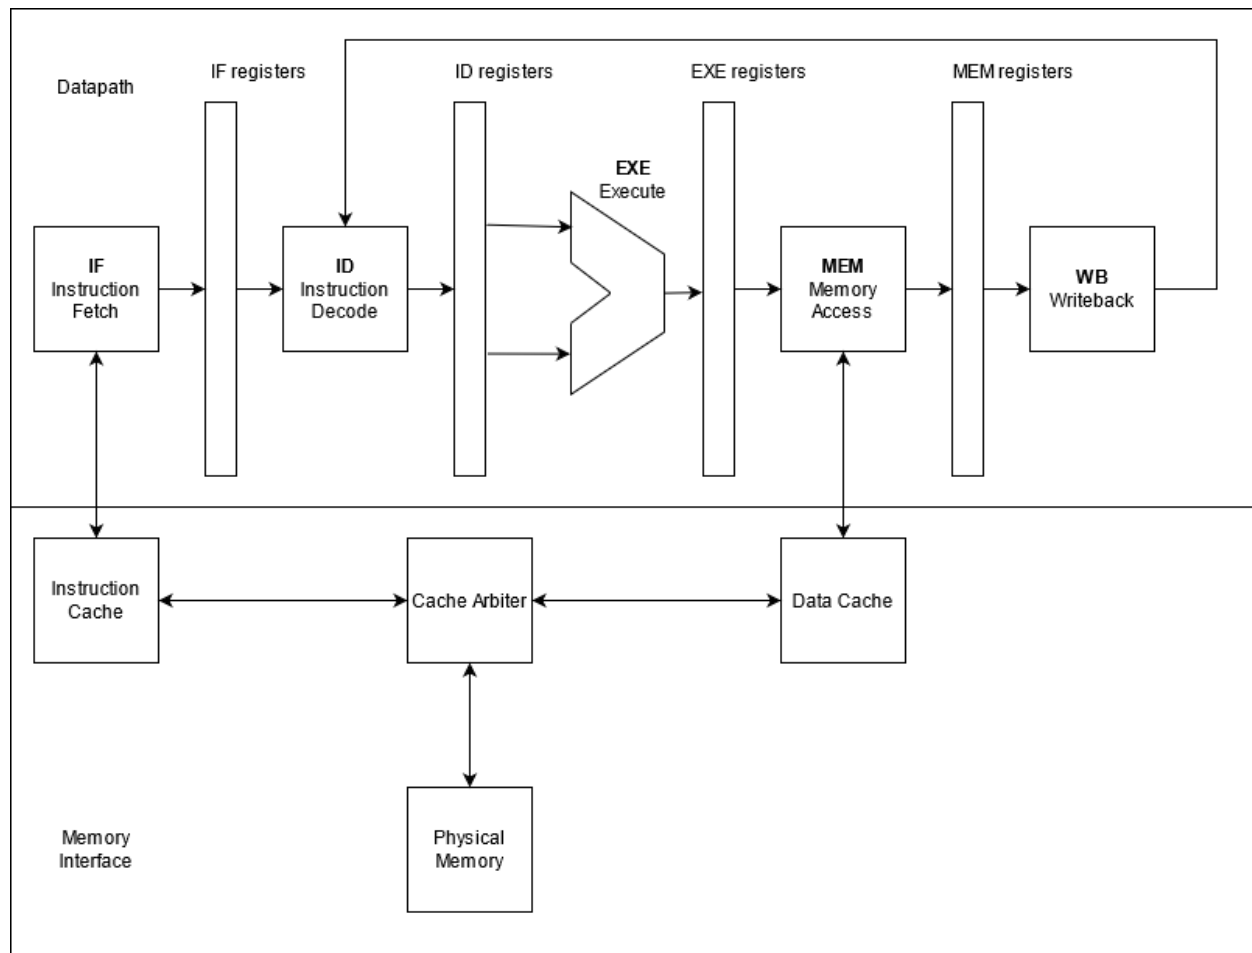 Datapath
IF registers
ID registers
EXE registers
MEM registers
EXE
Execute
IF
Instruction
Fetch
ID
Instruction
Decode
MEM
Memory
Access
WB
Writeback
Instruction
Cache
Cache Arbiter
Data Cache
Memory
Interface
Physical
Memory